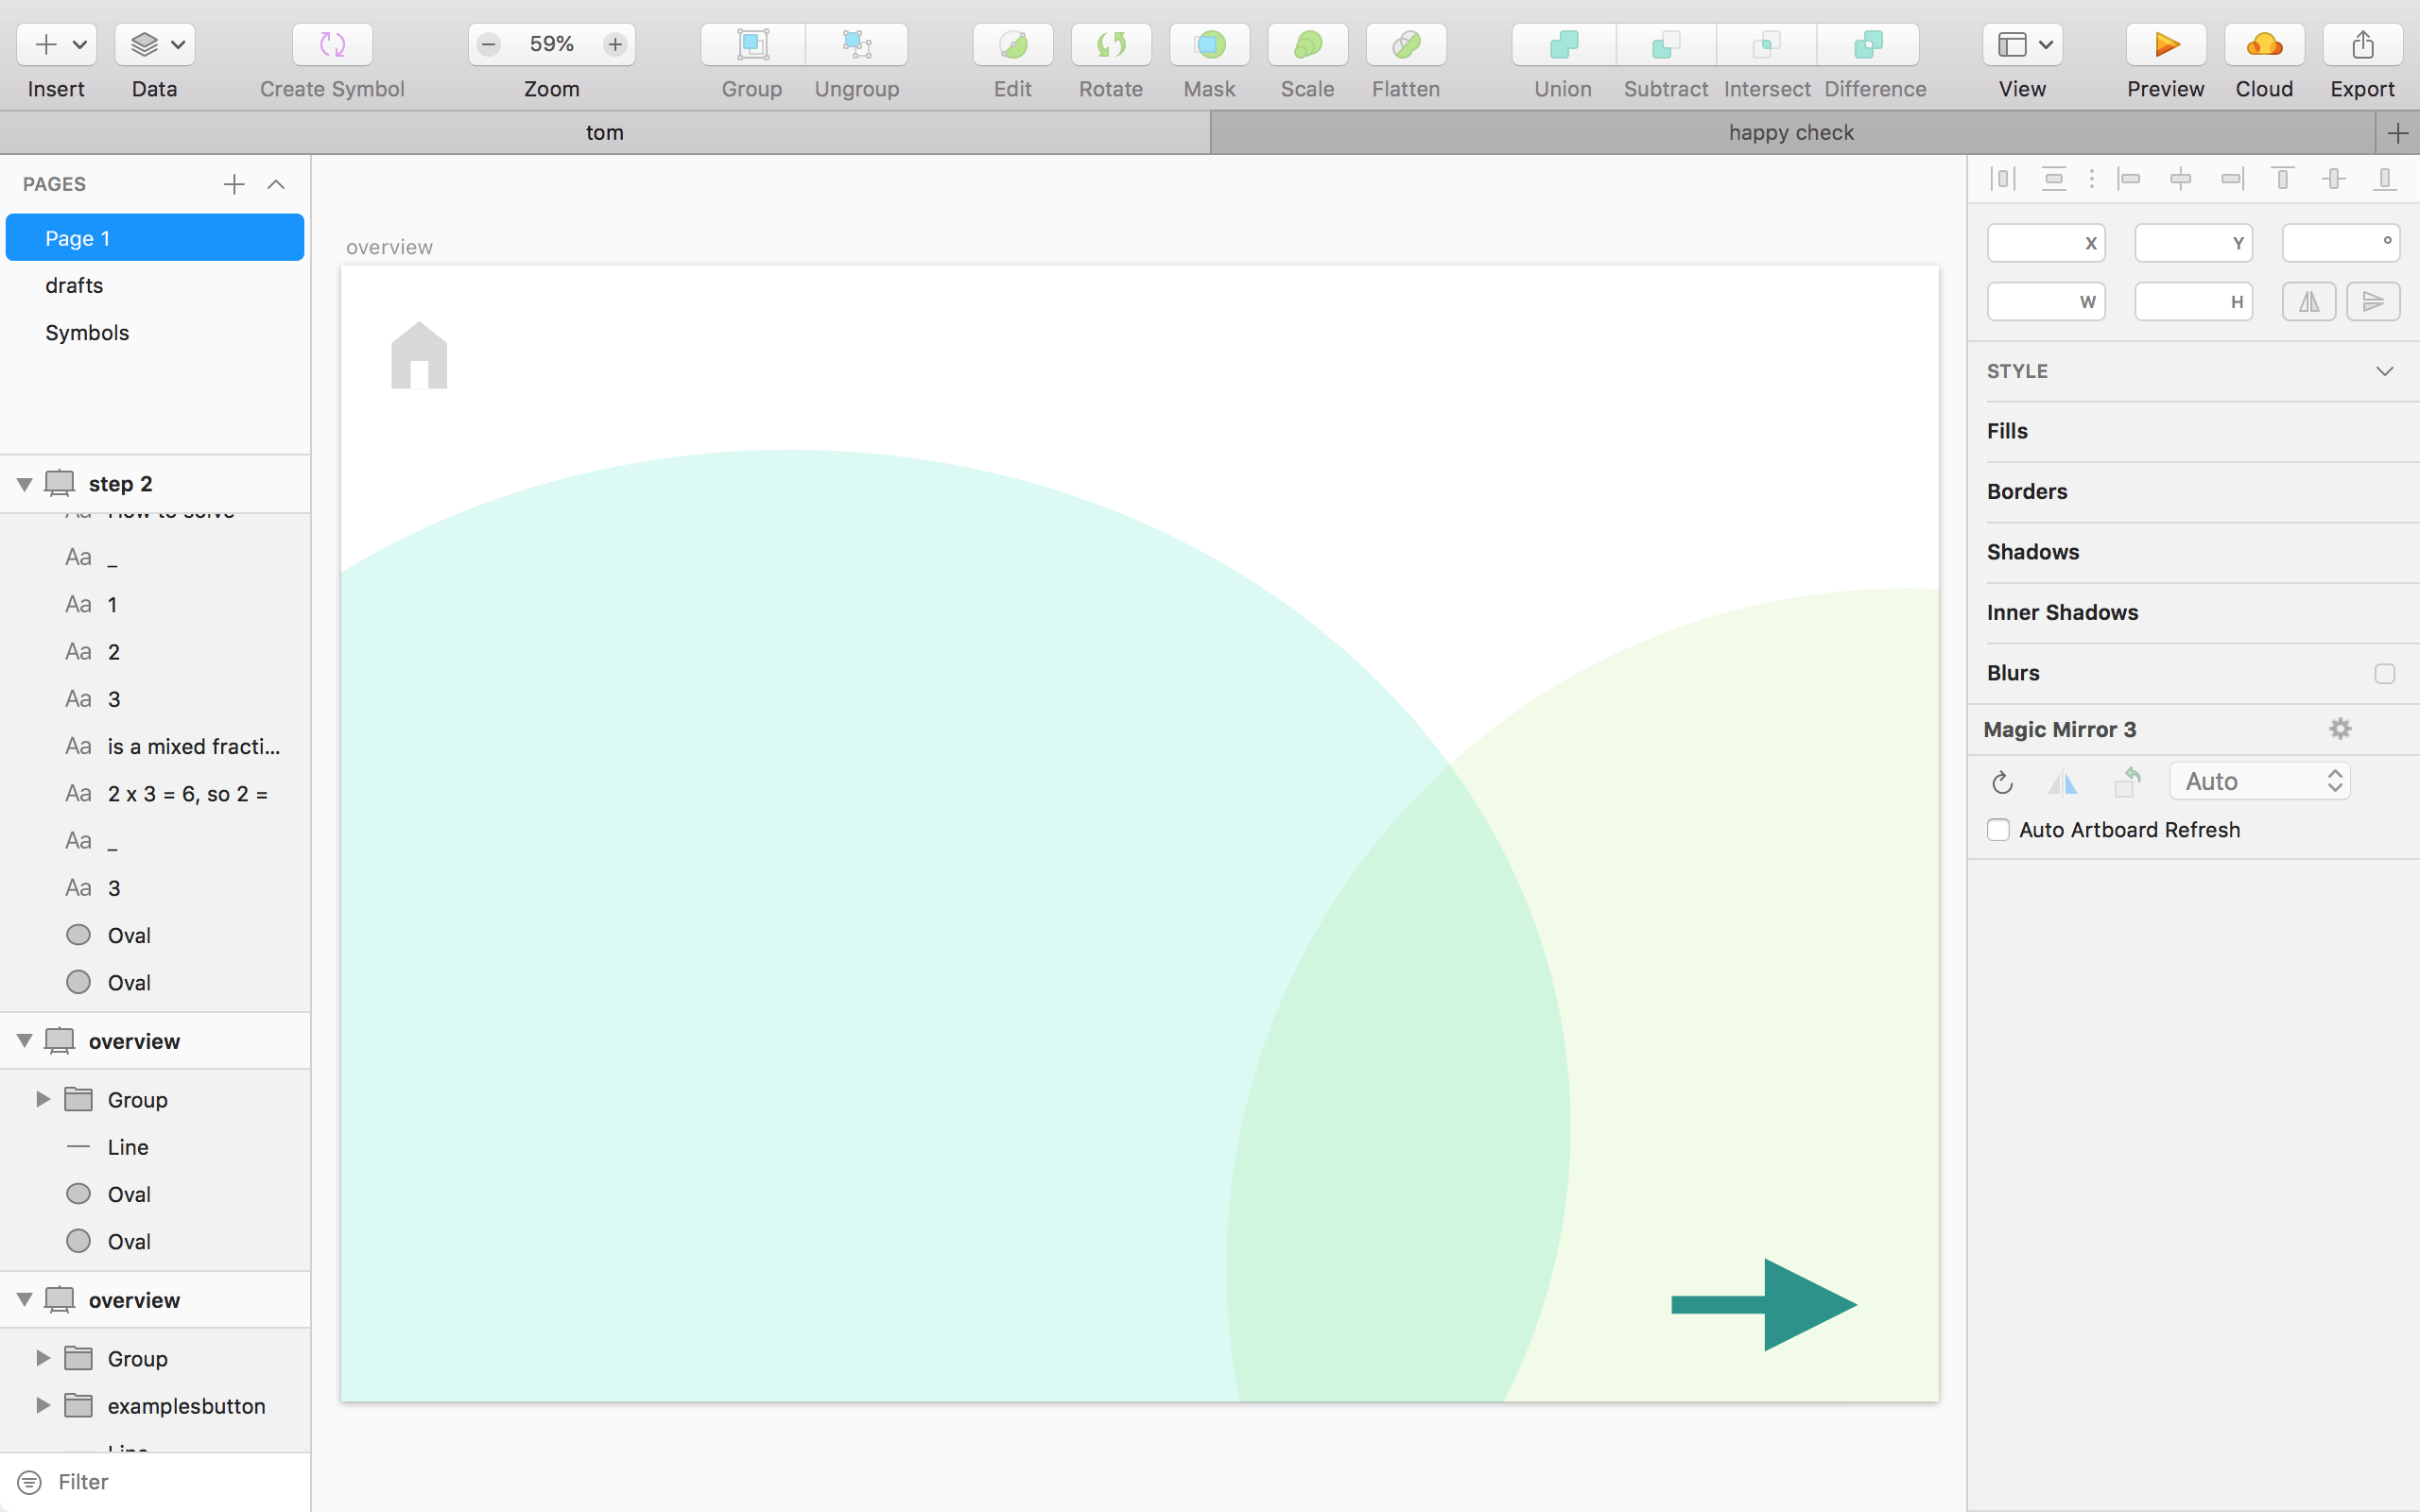 59%
Insert
Data
Create Symbol
Zoom
Group
Ungroup
Edit
Rotate
Mask
Scale
Flatten
Union
Subtract
Intersect
Difference
View
Preview
Cloud
Export
tom
happy check
PAGES
Page 1
drafts
Symbols
step 2
How to solve
Aa _
Aa 1
Aa 2
Aa 3
Aa is a mixed fracti...
Aa 2 x 3 = 6, so 2 =
Aa _
Aa 3
Oval
Oval
overview
Group
Line
Oval
Oval
overview
Group
examplesbutton
Line
Filter
overview
X
Y
°
W
H
STYLE
Fills
Borders
Shadows
Inner Shadows
Blurs
Magic Mirror 3
Auto
Auto Artboard Refresh